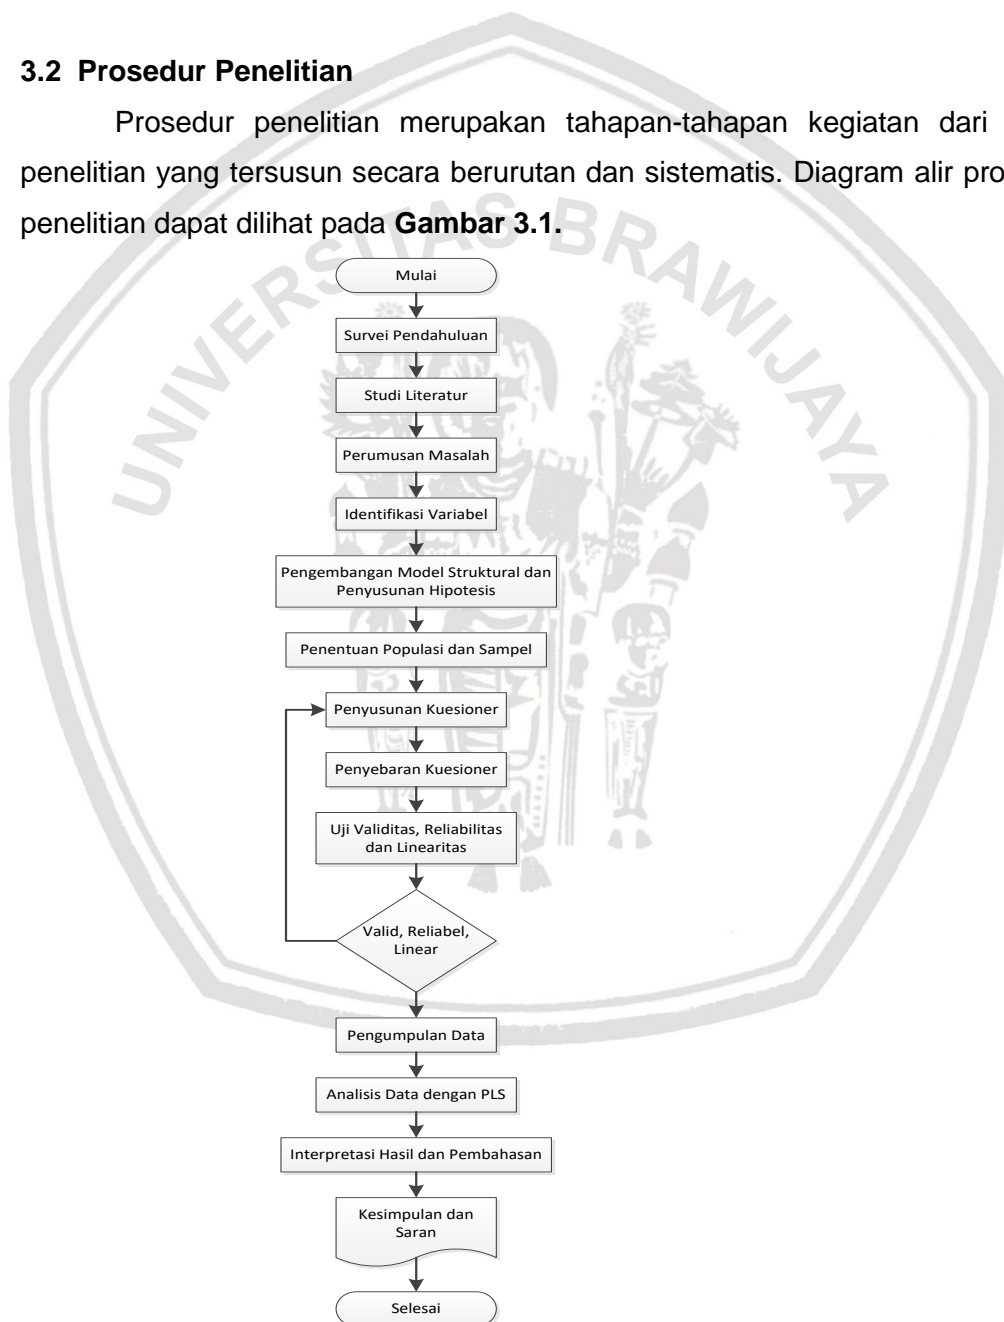 3.2 Prosedur Penelitian
Prosedur penelitian merupakan tahapan-tahapan kegiatan dari
penelitian yang tersusun secara berurutan dan sistematis. Diagram alir pro
penelitian dapat dilihat pada Gambar 3.1.
UNIVERSITAS BRAWIJAYA
Mulai
Survei Pendahuluan
Studi Literatur
Perumusan Masalah
Identifikasi Variabel
Pengembangan Model Struktural dan
Penyusunan Hipotesis
Penentuan Populasi dan Sampel
Penyusunan Kuesioner
Penyebaran Kuesioner
Uji Validitas, Reliabilitas
dan Linearitas
Valid, Reliabel,
Linear
Pengumpulan Data
Analisis Data dengan PLS
Interpretasi Hasil dan Pembahasan
Kesimpulan dan
Saran
Selesai